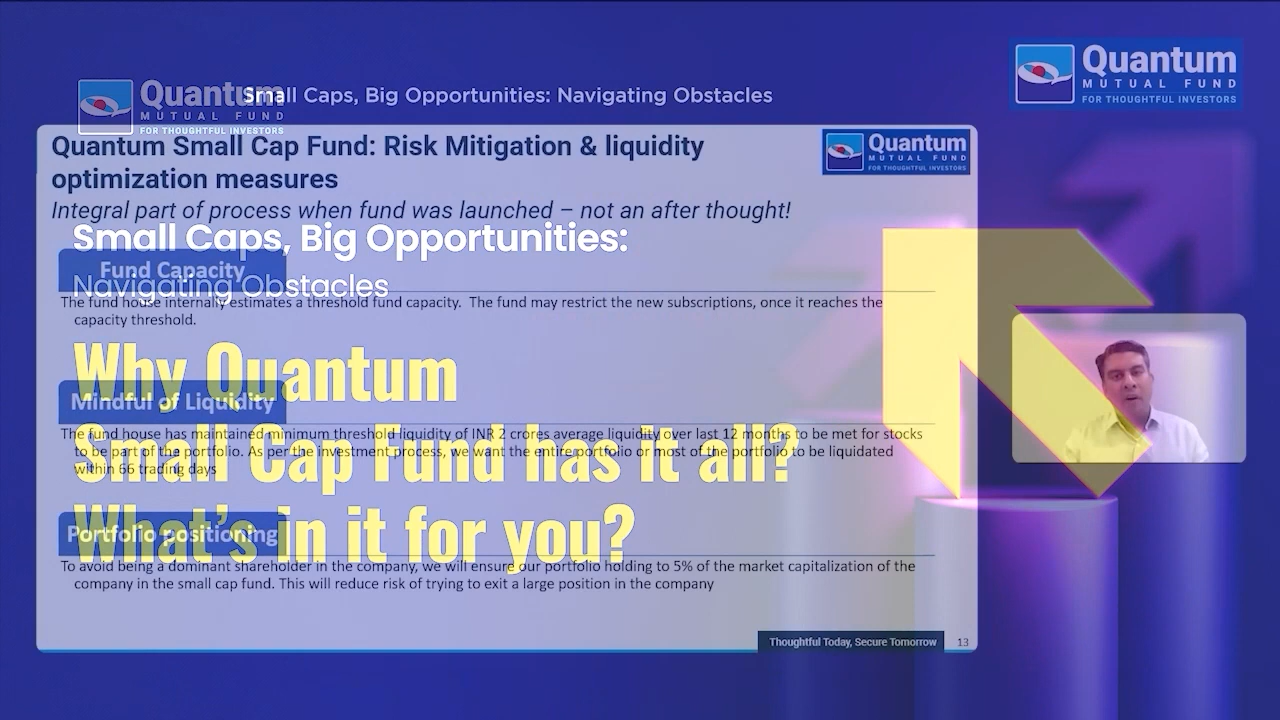 Quantum
MUTUAL FUND
FOR THOUGHTFUL INVESTORS
Small Caps, Big Opportunities: Navigating Obstacles
Quantum
MUTUAL FUND
FOR THOUGHTFUL INVESTORS
Quantum Small Cap Fund: Risk Mitigation & liquidity
optimization measures
Quantum
MUTUAL FUND
FOR THOUGHTFUL INVESTORS
Integral part of process when fund was launched – not an after thought!
Small Caps, Big Opportunities:
Navigating Obstacles
Fund Capacity
The fund house internally estimates a threshold fund capacity. The fund may restrict the new subscriptions, once it reaches the
capacity threshold.
Why Quantum
Small Cap Fund has it all?
What's in it for you?
Mindful of Liquidity
The fund house has maintained minimum threshold liquidity of INR 2 crores average liquidity over last 12 months to be met for stocks
to be part of the portfolio. As per the investment process, we want the entire portfolio or most of the portfolio to be liquidated
within 66 trading days
Portfolio positioning
To avoid being a dominant shareholder in the company, we will ensure our portfolio holding to 5% of the market capitalization of the
company in the small cap fund. This will reduce risk of trying to exit a large position in the company
Thoughtful Today, Secure Tomorrow
13